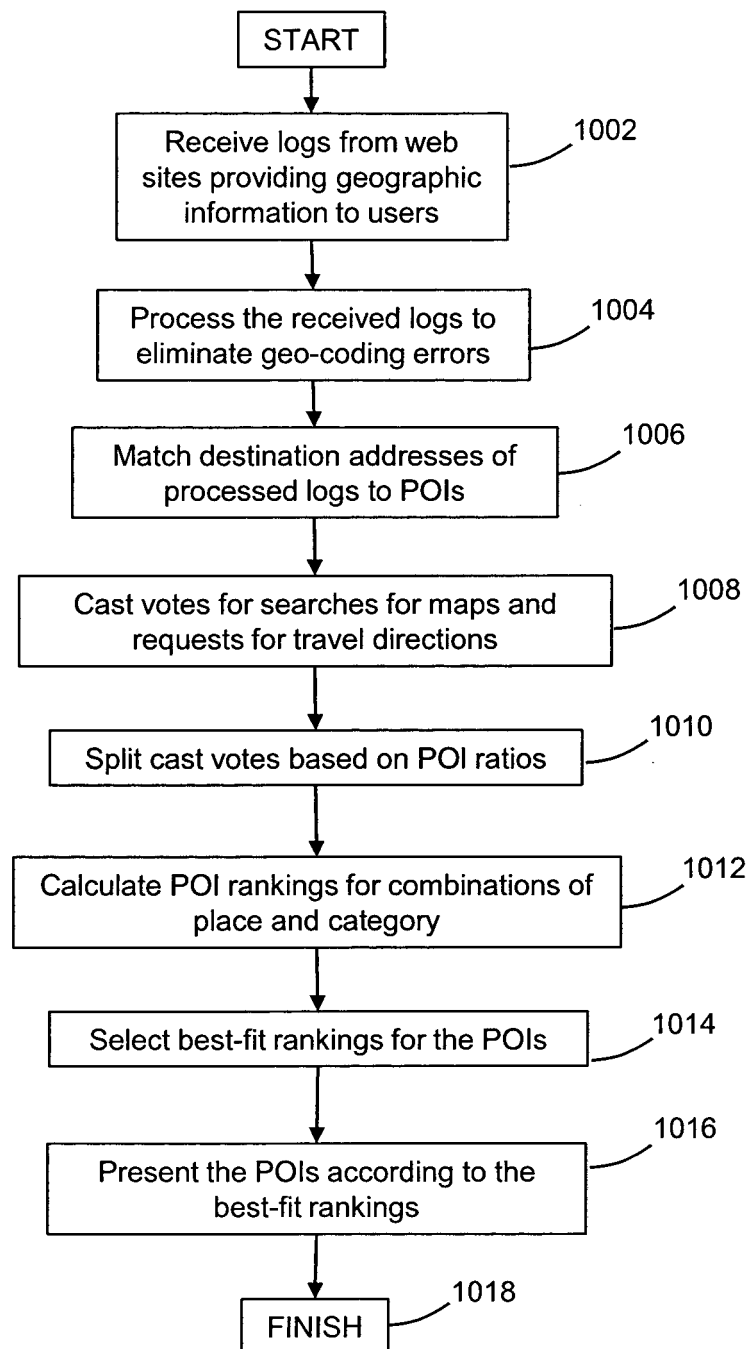 START
Receive logs from web
sites providing geographic
information to users
1002
Process the received logs to
eliminate geo-coding errors
1004
Match destination addresses of
processed logs to POIs
1006
Cast votes for searches for maps and
requests for travel directions
1008
Split cast votes based on POI ratios
1010
Calculate POI rankings for combinations of
place and category
1012
Select best-fit rankings for the POIs
1014
Present the POIs according to the
best-fit rankings
1016
FINISH
1018